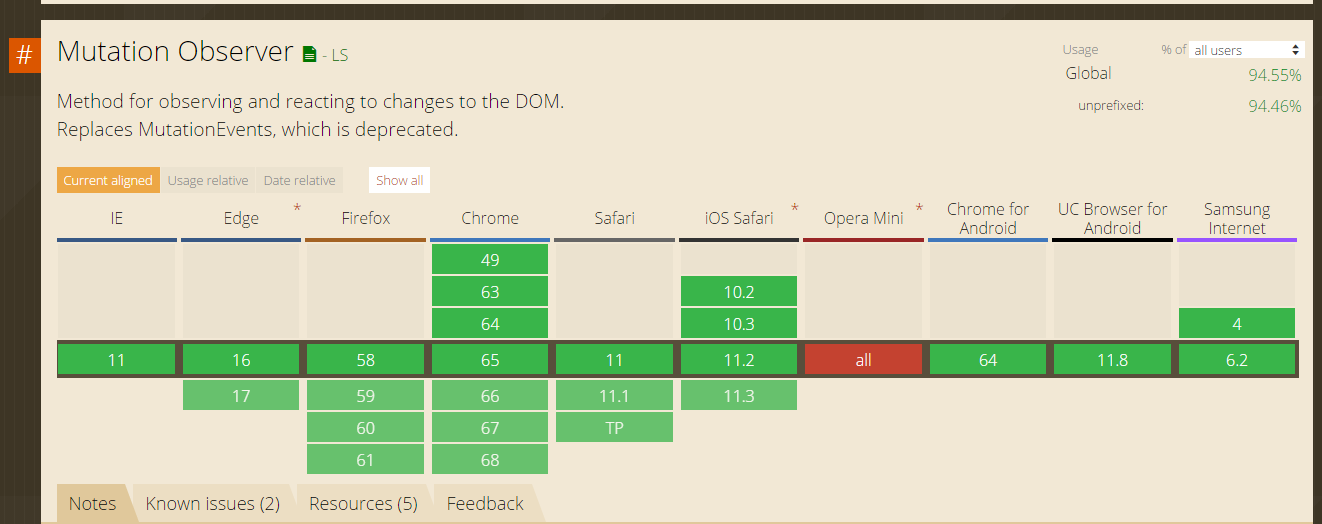 #
Mutation Observer - LS
Usage % of all users
Global 94.55%
unprefixed: 94.46%
Method for observing and reacting to changes to the DOM.
Replaces MutationEvents, which is deprecated.
Current aligned Usage relative Date relative Show all
IE Edge * Firefox Chrome Safari iOS Safari * Opera Mini * Chrome for Android UC Browser for Android Samsung Internet
49
63 10.2
64 10.3 4
11 16 58 65 11 11.2 all 64 11.8 6.2
17 59 66 11.1 11.3
60 67 TP
61 68
Notes Known issues (2) Resources (5) Feedback